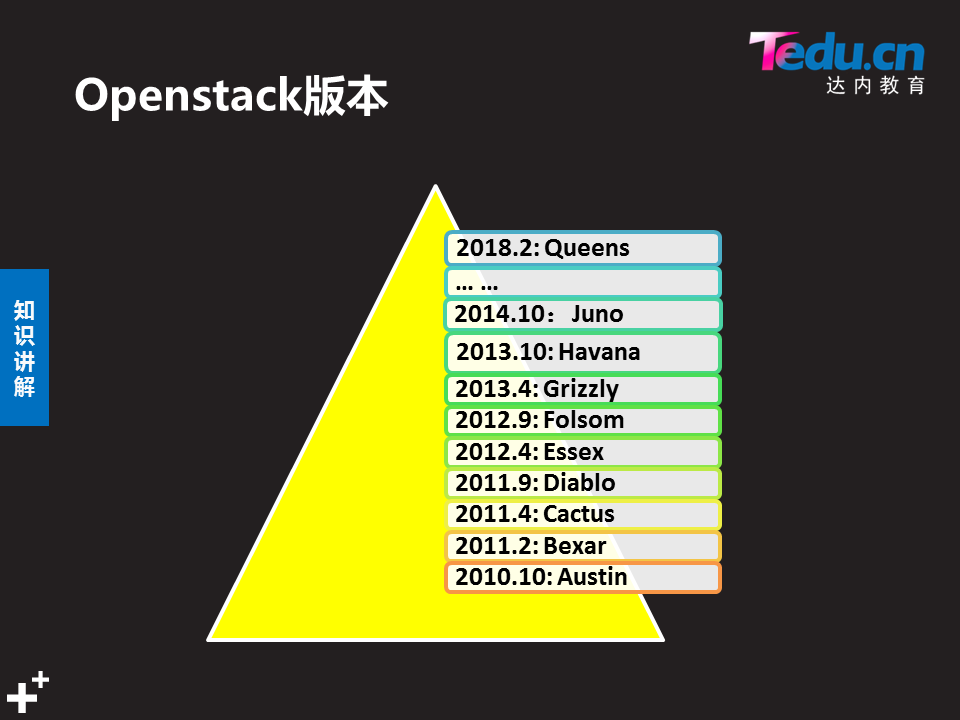 Tedu.cn
达内教育
Openstack版本
2018.2: Queens
... ...
2014.10：Juno
2013.10: Havana
2013.4: Grizzly
2012.9: Folsom
2012.4: Essex
2011.9: Diablo
2011.4: Cactus
2011.2: Bexar
2010.10: Austin
知
识
讲
解